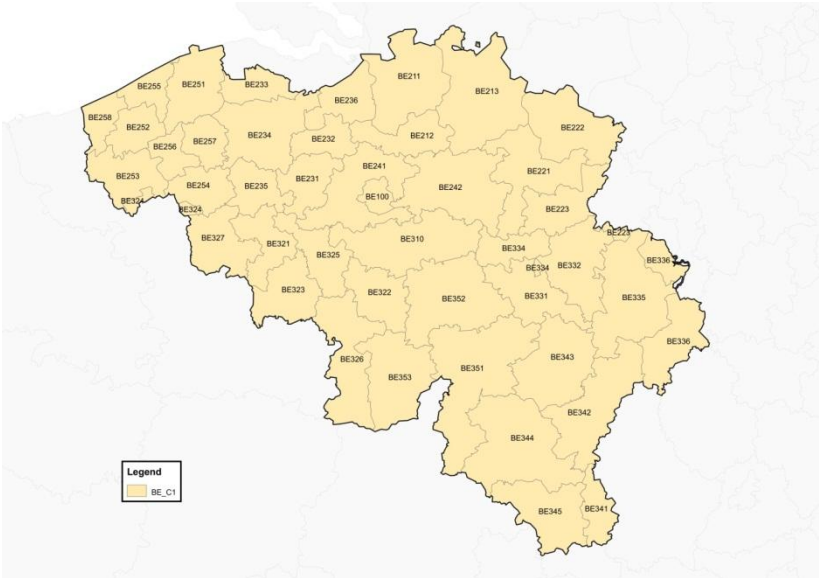 BE211
BE255
BE251
BE233
BE213
BE236
BE258
BE252
BE222
BE234
BE212
BE232
BE257
BE256
BE241
BE221
BE253
BE231
BE254
BE235
BE242
BE100
BE324
BE324
BE223
BE223
BE327
BE310
BE321
BE334
BE325
BE336
BE334
BE332
BE323
BE322
BE331
BE335
BE352
BE336
BE326
BE343
BE351
BE353
BE342
BE344
Legend
BE_C1
BE345
BE341